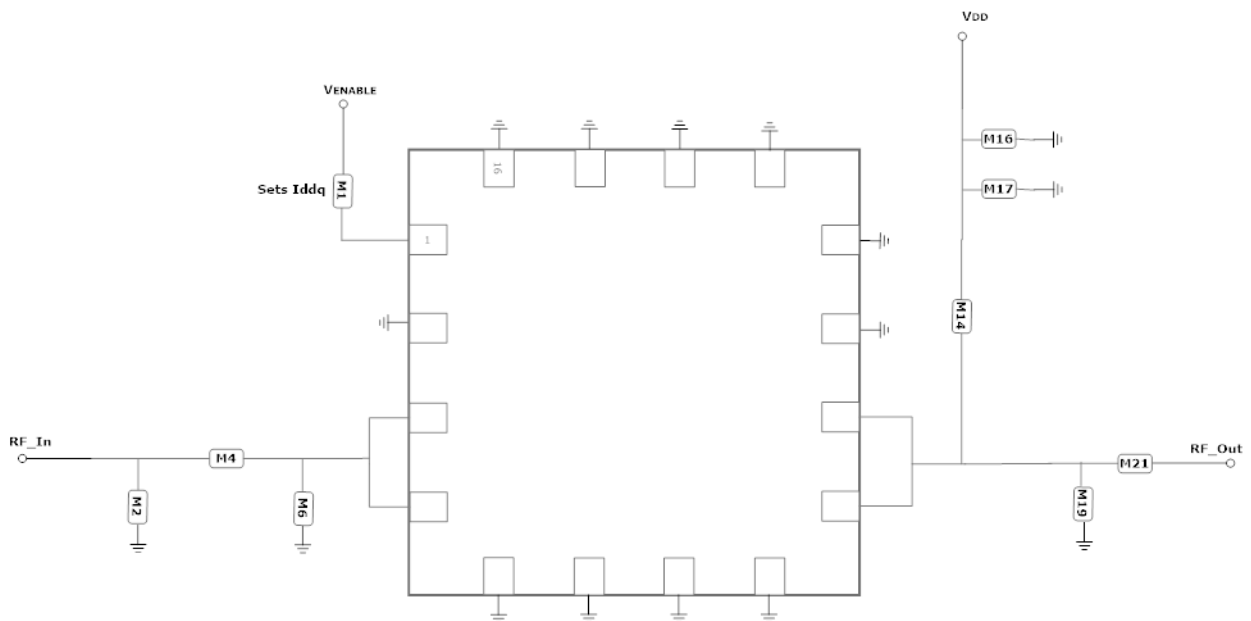 VDD
VENABLE
16
M16
Sets Iddq
M1
M17
1
M14
RF_In
M4
RF_Out
M21
M2
M6
M19